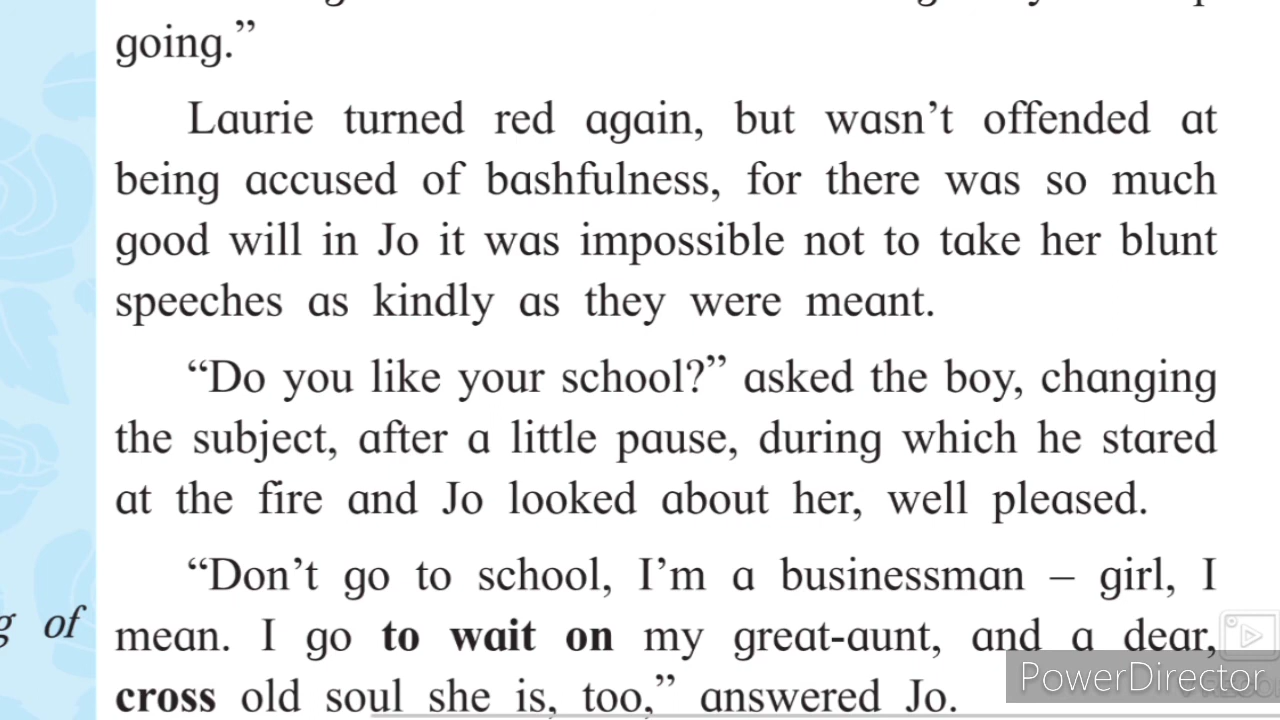 going.”
Laurie turned red again, but wasn’t offended at
being accused of bashfulness, for there was so much
good will in Jo it was impossible not to take her blunt
speeches as kindly as they were meant.
“Do you like your school?” asked the boy, changing
the subject, after a little pause, during which he stared
at the fire and Jo looked about her, well pleased.
“Don’t go to school, I’m a businessman – girl, I
of mean. I go to wait on my great-aunt, and a dear,
cross old soul she is, too,” answered Jo.
PowerDirector